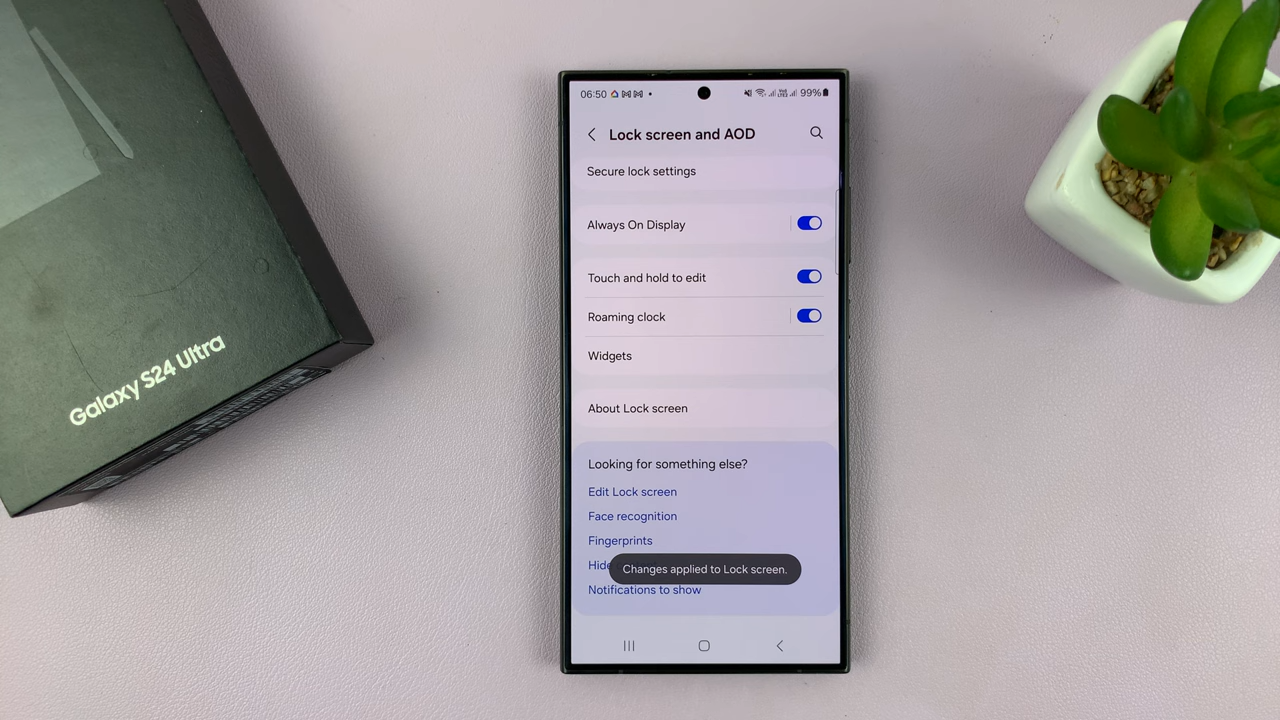 Galaxy S24 Ultra
06:50 99%
Lock screen and AOD
Secure lock settings
Always On Display
Touch and hold to edit
Roaming clock
Widgets
About Lock screen
Looking for something else?
Edit Lock screen
Face recognition
Fingerprints
Hide
Changes applied to Lock screen.
Notifications to show